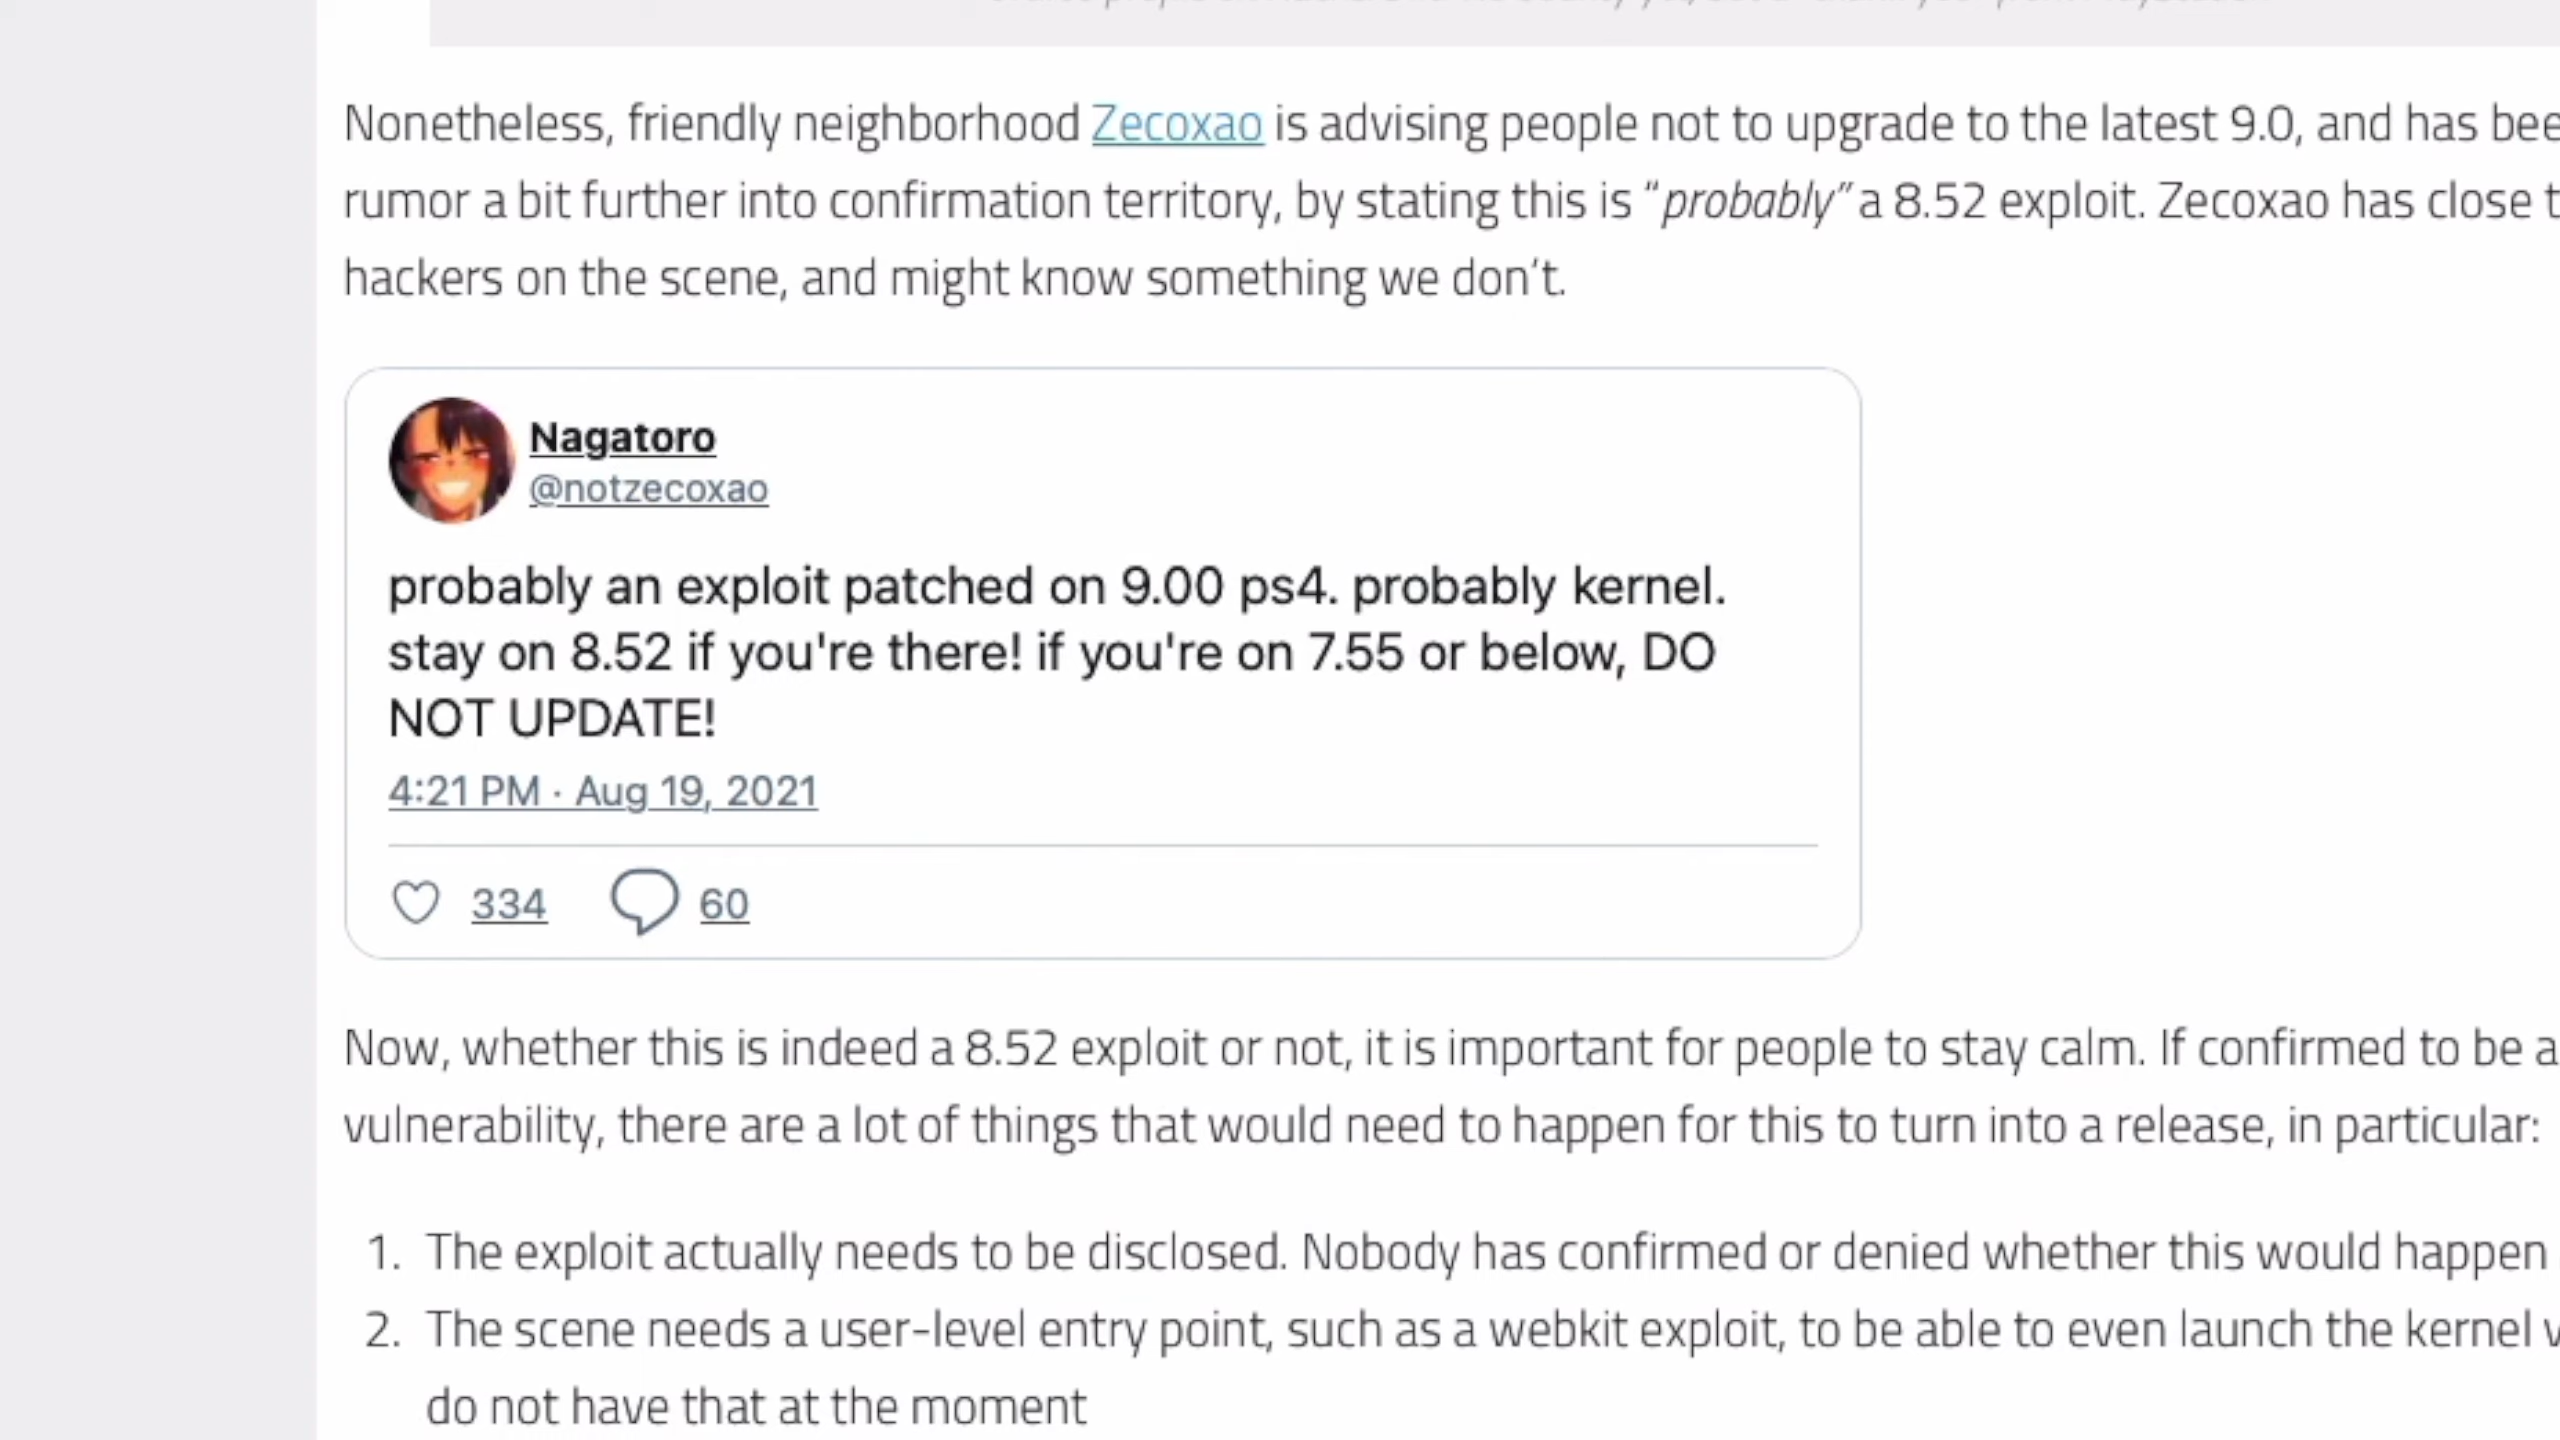 Nonetheless, friendly neighborhood Zecoxao is advising people not to upgrade to the latest 9.0, and has bee
rumor a bit further into confirmation territory, by stating this is “probably” a 8.52 exploit. Zecoxao has close t
hackers on the scene, and might know something we don’t.
Nagatoro
@notzecoxao
probably an exploit patched on 9.00 ps4. probably kernel.
stay on 8.52 if you're there! if you're on 7.55 or below, DO
NOT UPDATE!
4:21 PM · Aug 19, 2021
334 60
Now, whether this is indeed a 8.52 exploit or not, it is important for people to stay calm. If confirmed to be a
vulnerability, there are a lot of things that would need to happen for this to turn into a release, in particular:
1. The exploit actually needs to be disclosed. Nobody has confirmed or denied whether this would happen
2. The scene needs a user-level entry point, such as a webkit exploit, to be able to even launch the kernel v
do not have that at the moment